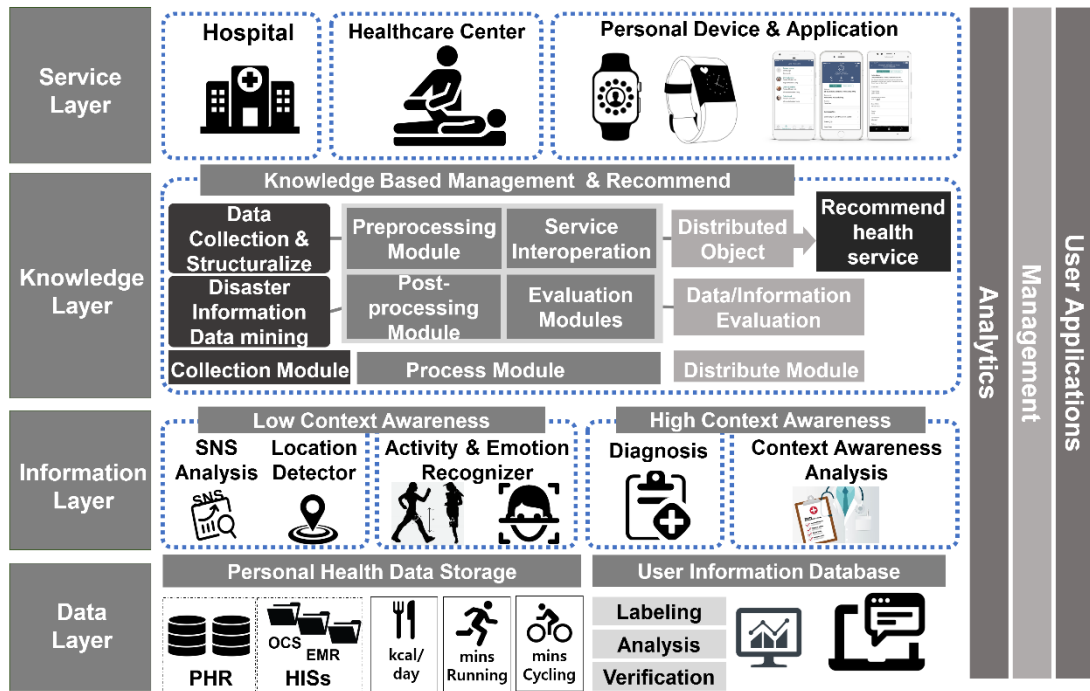 Service
Layer
Hospital
Healthcare Center
Personal Device & Application
Knowledge
Layer
Knowledge Based Management & Recommend
Data
Collection &
Structuralize
Preprocessing
Module
Service
Interoperation
Distributed
Object
Recommend
health
service
Disaster
Information
Data mining
Post-
processing
Module
Evaluation
Modules
Data/Information
Evaluation
Collection Module
Process Module
Distribute Module
Information
Layer
Low Context Awareness
High Context Awareness
SNS
Analysis
SNS
Location
Detector
Activity & Emotion
Recognizer
Diagnosis
Context Awareness
Analysis
Data
Layer
Personal Health Data Storage
User Information Database
PHR
OCS
EMR
HISs
kcal/
day
mins
Running
mins
Cycling
Labeling
Analysis
Verification
Analytics
Management
User Applications